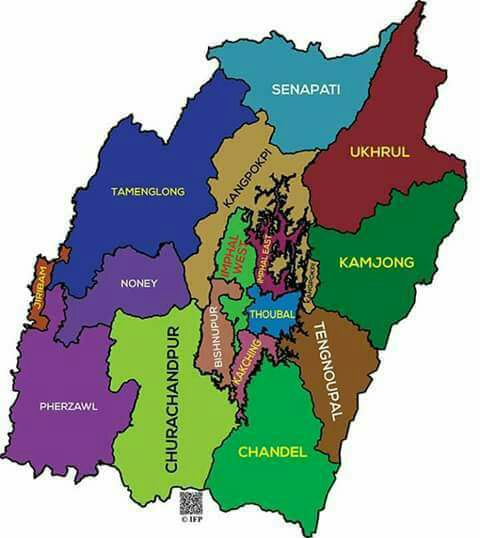 SENAPATI
UKHRUL
KANGPOKPI
TAMENGLONG
IMPHAL
WEST
IMPHAL EAST
KAMJONG
KANGPOKPI
JIRIBAM
NONEY
THOUBAL
BISHNUPUR
TENGNOUPAL
KAKCHING
CHURACHANDPUR
PHERZAWL
CHANDEL
© IFP